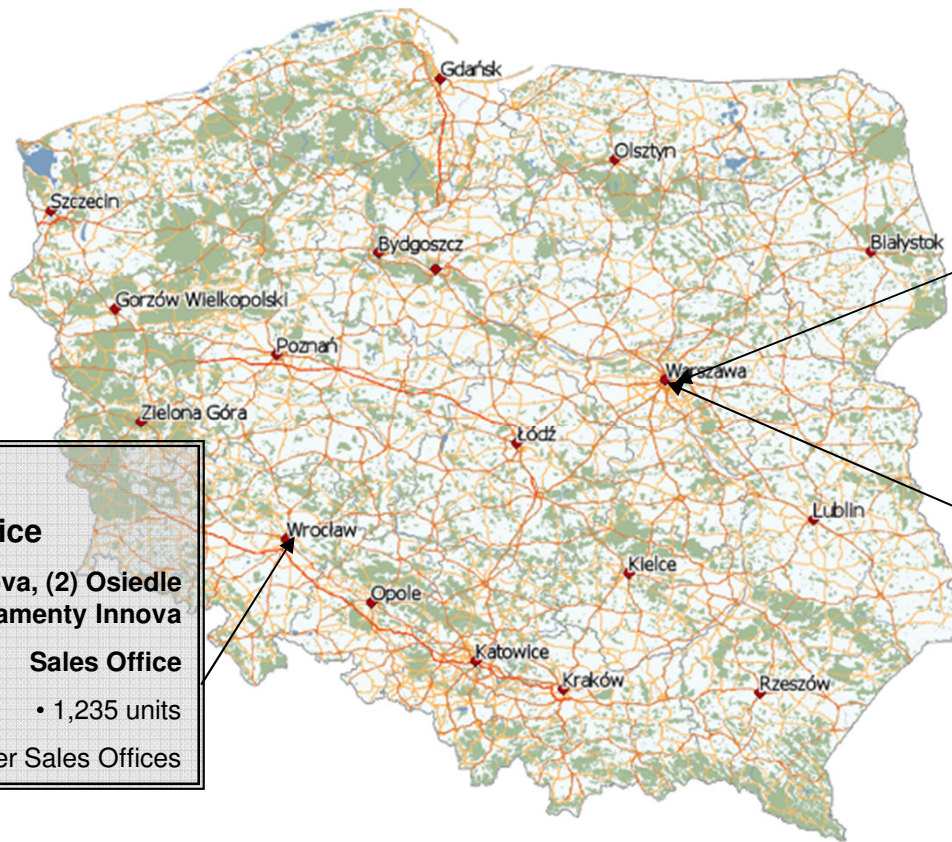 Gdańsk
Olsztyn
Szczecin
Bydgoszcz
Białystok
Gorzów Wielkopolski
Poznań
Warszawa
Zielona Góra
Łódź
Lublin
Wrocław
Kielce
Opole
Katowice
Kraków
Rzeszów
ice
va, (2) Osiedle
amenty Innova
Sales Office
• 1,235 units
er Sales Offices